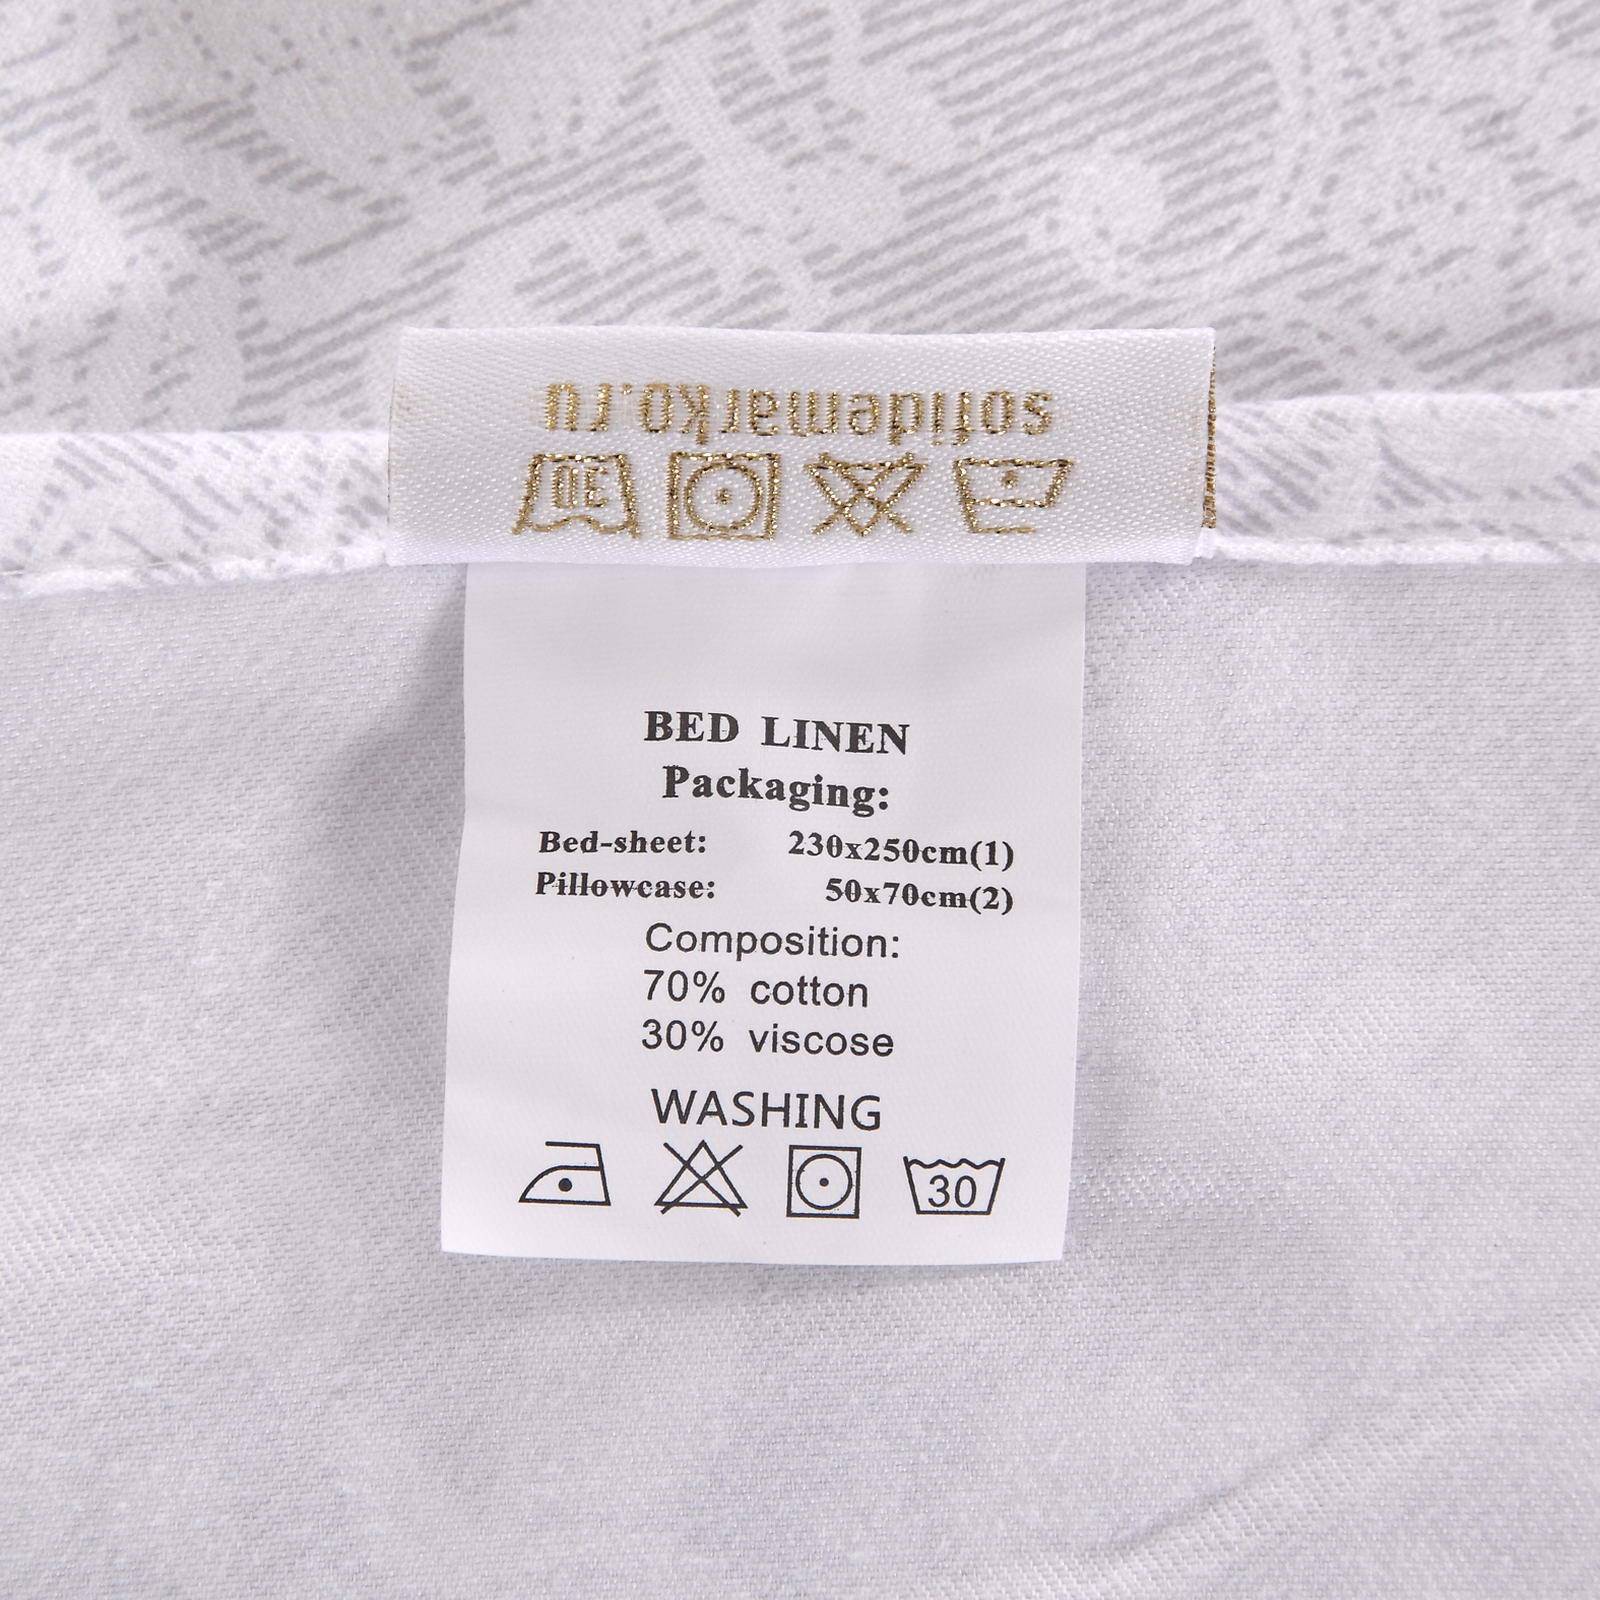 sofidemarko.ru
30
BED LINEN
Packaging:
Bed-sheet: 230x250cm(1)
Pillowcase: 50x70cm(2)
Composition:
70% cotton
30% viscose
WASHING
30